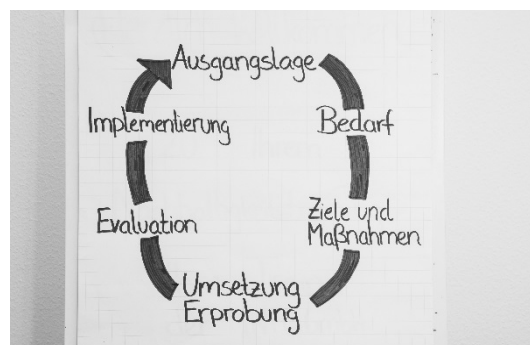 Ausgangslage
Bedarf
Ziele und
Maßnahmen
Umsetzung
Erprobung
Evaluation
Implementierung